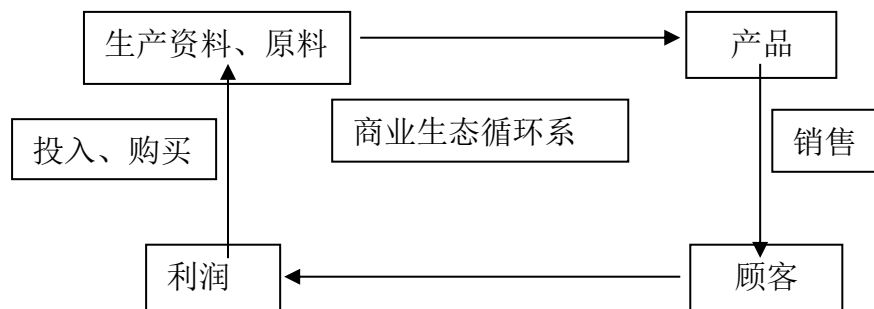 生产资料、原料
产品
投入、购买
商业生态循环系
销售
利润
顾客